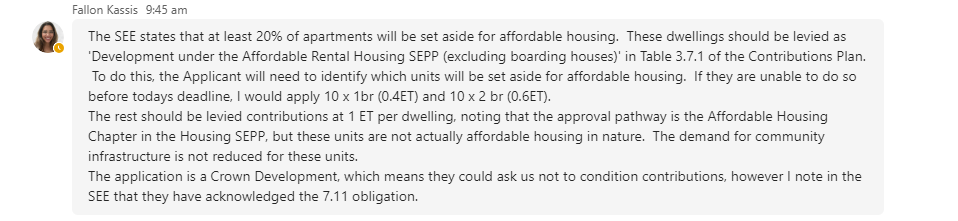 Fallon Kassis 9:45 am
The SEE states that at least 20% of apartments will be set aside for affordable housing. These dwellings should be levied as
'Development under the Affordable Rental Housing SEPP (excluding boarding houses)' in Table 3.7.1 of the Contributions Plan.
To do this, the Applicant will need to identify which units will be set aside for affordable housing. If they are unable to do so
before todays deadline, I would apply 10 x 1br (0.4ET) and 10 x 2 br (0.6ET).
The rest should be levied contributions at 1 ET per dwelling, noting that the approval pathway is the Affordable Housing
Chapter in the Housing SEPP, but these units are not actually affordable housing in nature. The demand for community
infrastructure is not reduced for these units.
The application is a Crown Development, which means they could ask us not to condition contributions, however I note in the
SEE that they have acknowledged the 7.11 obligation.